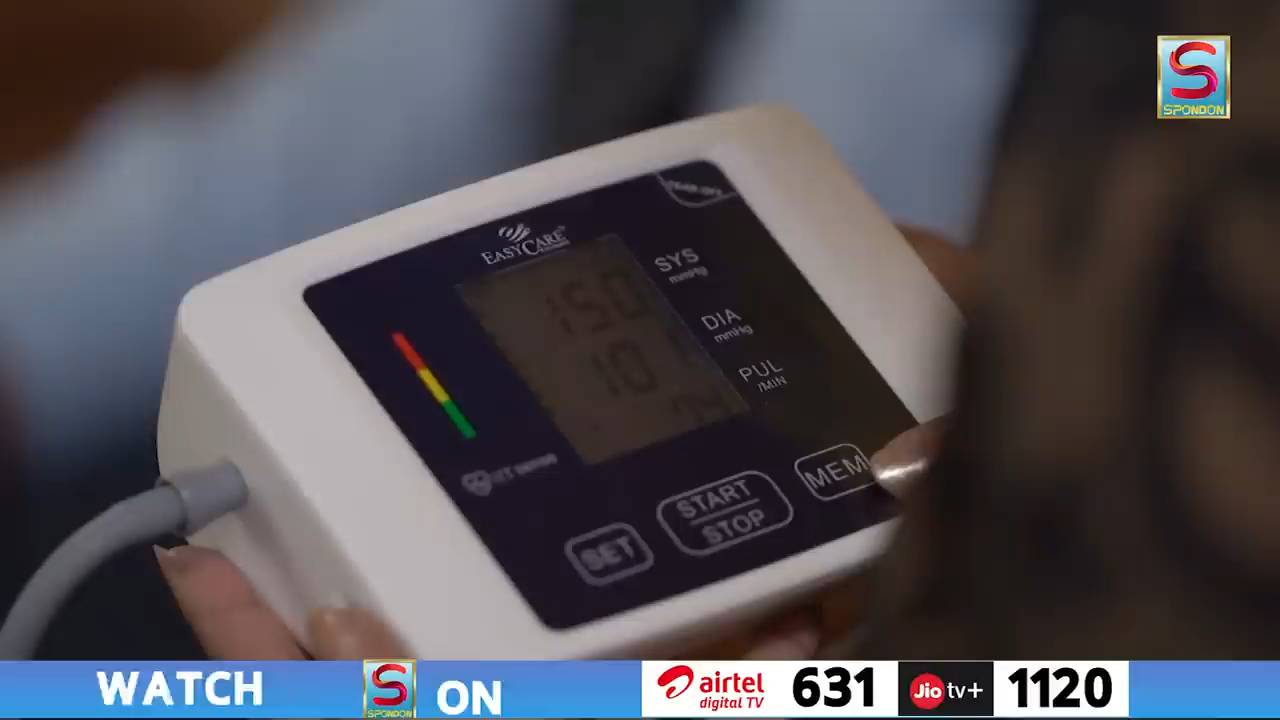 SPONDON
EASYCARE
150
SYS
mmHg
101
DIA
mmHg
PUL
/MIN
SET
START
STOP
MEM
WATCH
SPONDON
ON
airtel
digital TV
631
Jio tv+
1120